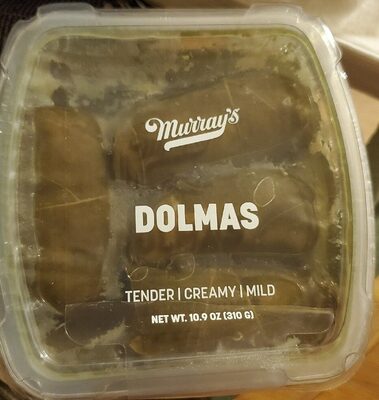 Murray's
DOLMAS
TENDER | CREAMY | MILD
NET WT. 10.9 OZ (310 G)